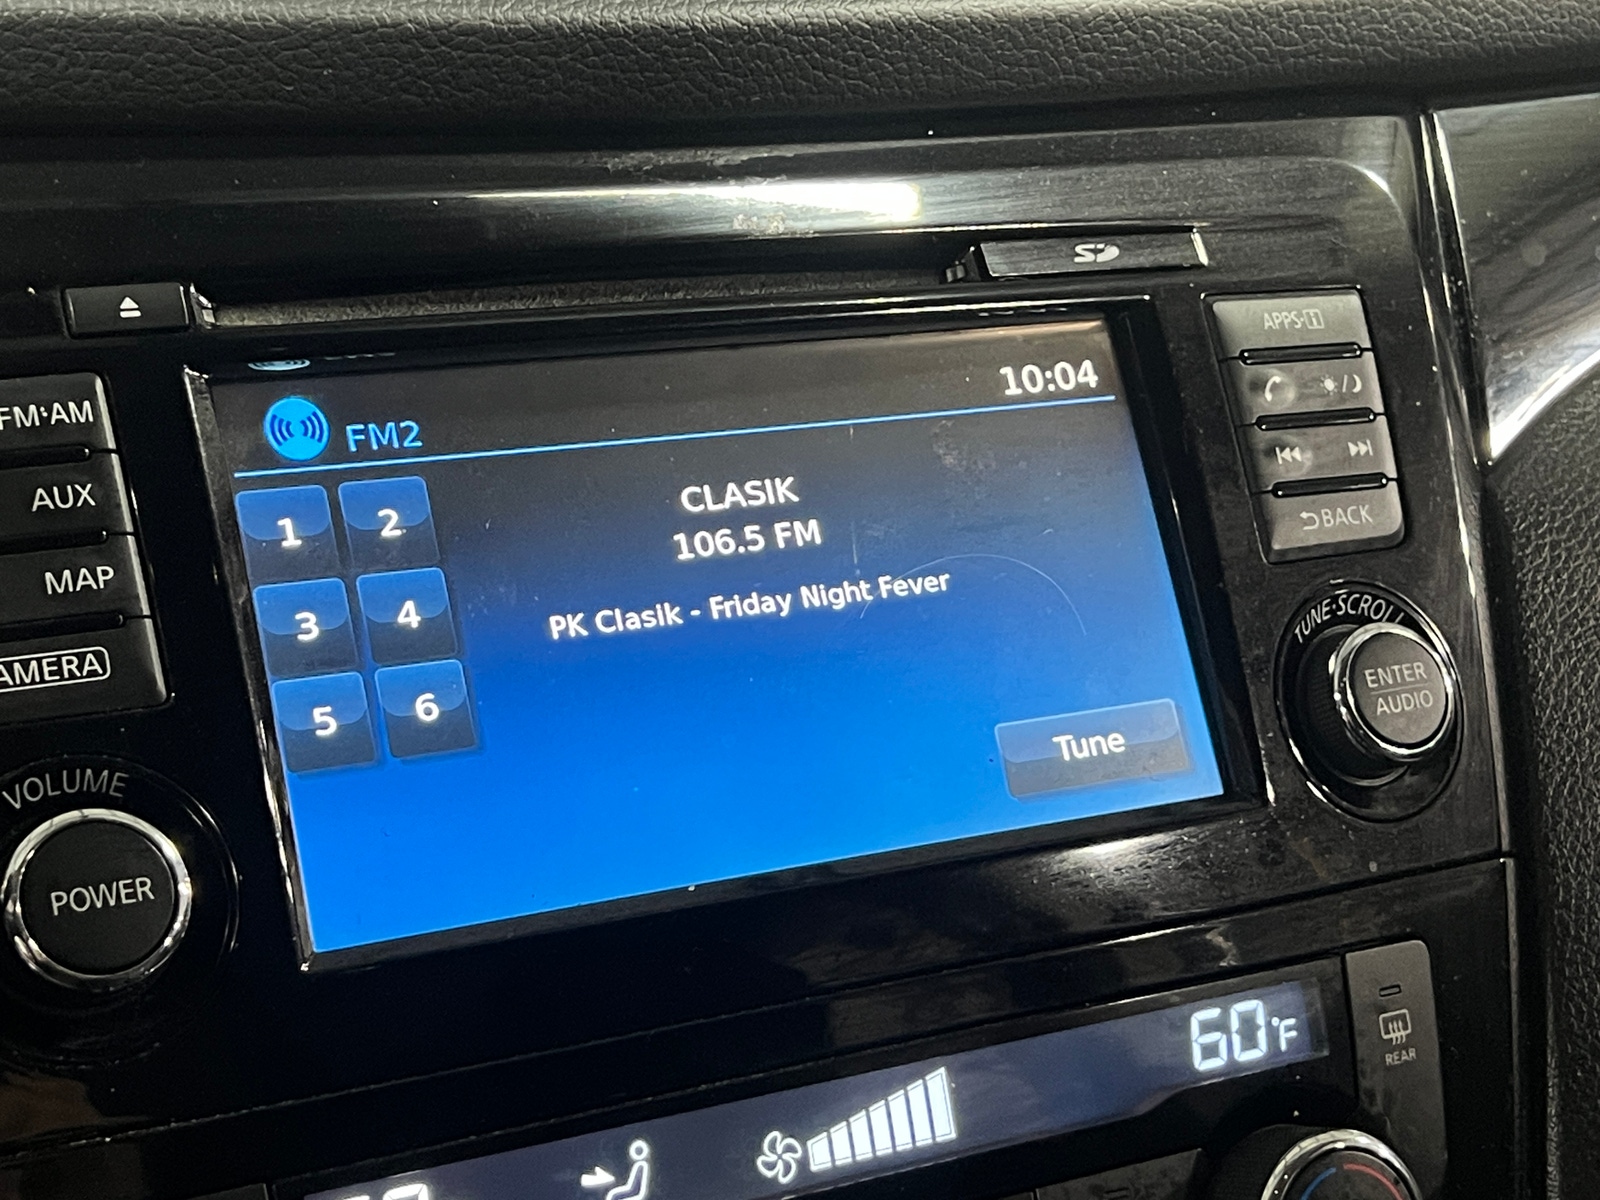 SD
APPS·i
FM·AM
10:04
FM2
AUX
1 2
CLASIK
106.5 FM
BACK
MAP
3 4
PK Clasik - Friday Night Fever
TUNE·SCROLL
AMERA
5 6
Tune
ENTER
AUDIO
VOLUME
POWER
60°F
REAR